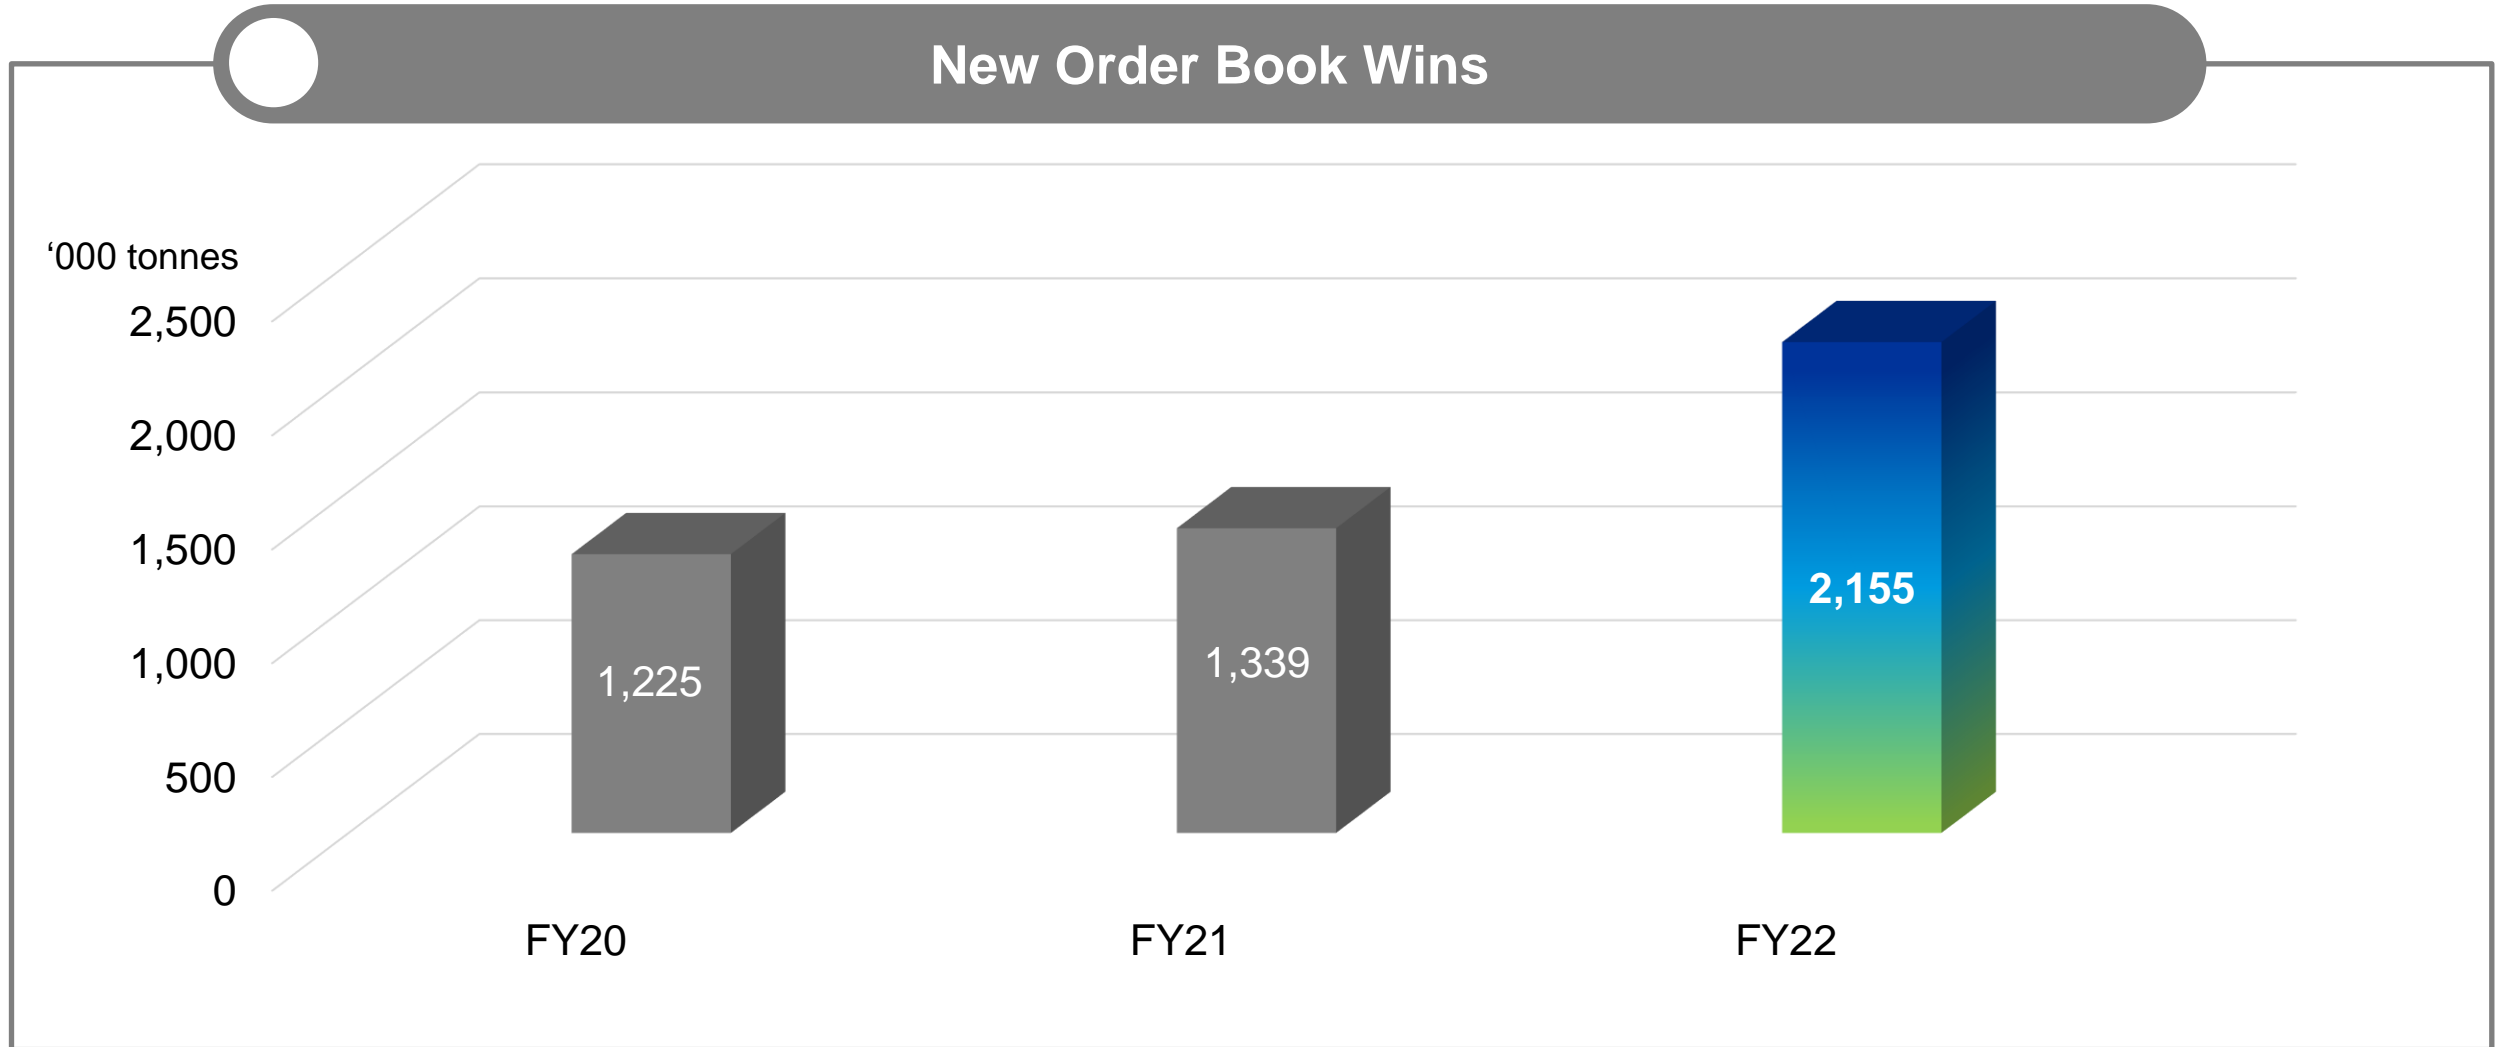 New Order Book Wins
‘000 tonnes
2,500
2,000
1,500
1,000
500
0
1,225
1,339
2,155
FY20
FY21
FY22